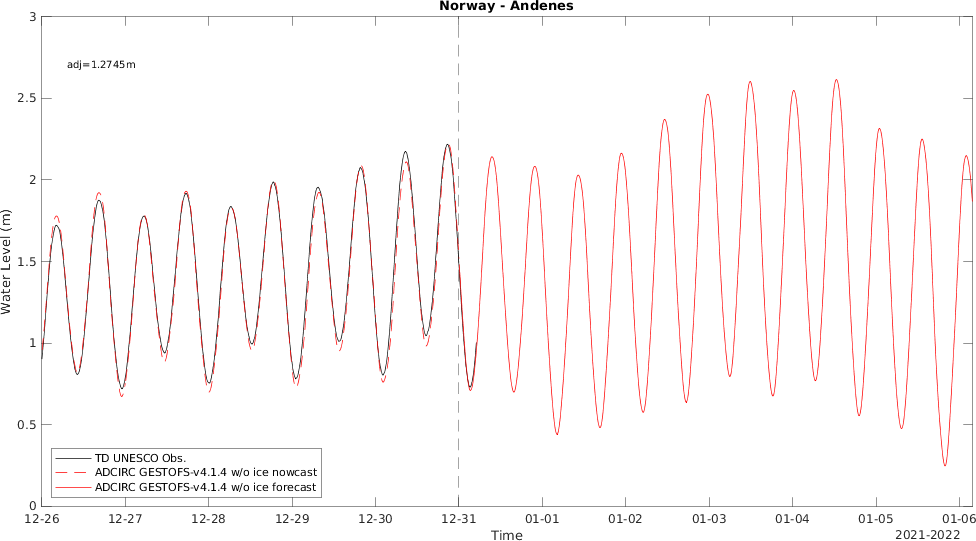 Norway - Andenes
adj=1.2745m
Water Level (m)
3
2.5
2
1.5
1
0.5
0
TD UNESCO Obs.
ADCIRC GESTOFS-v4.1.4 w/o ice nowcast
ADCIRC GESTOFS-v4.1.4 w/o ice forecast
12-26 12-27 12-28 12-29 12-30 12-31 01-01 01-02 01-03 01-04 01-05 01-06
Time
2021-2022